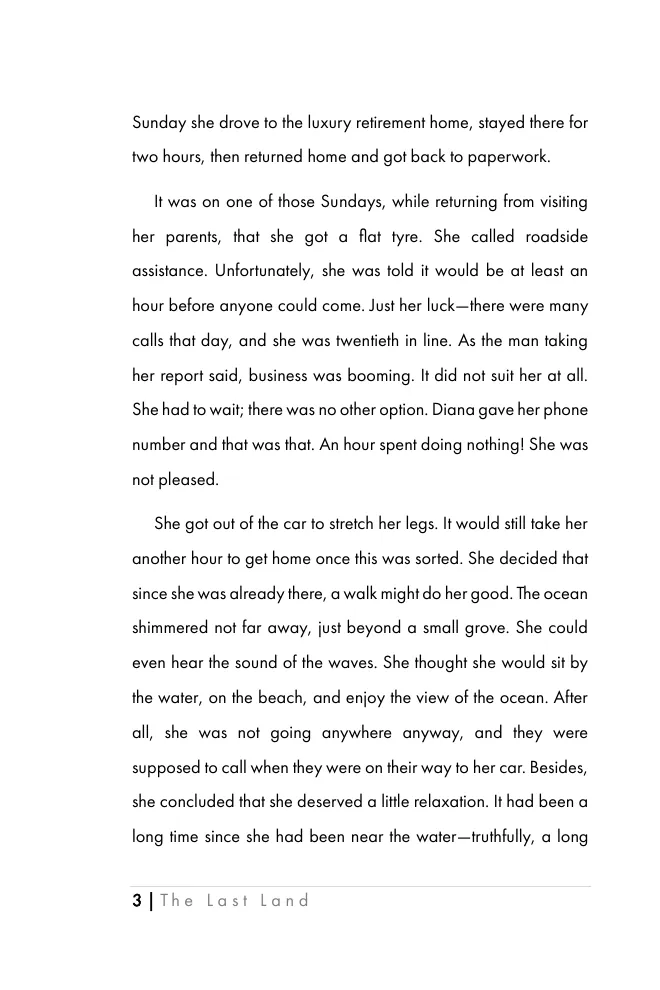 Sunday she drove to the luxury retirement home, stayed there for
two hours, then returned home and got back to paperwork.
It was on one of those Sundays, while returning from visiting
her parents, that she got a flat tyre. She called roadside
assistance. Unfortunately, she was told it would be at least an
hour before anyone could come. Just her luck—there were many
calls that day, and she was twentieth in line. As the man taking
her report said, business was booming. It did not suit her at all.
She had to wait; there was no other option. Diana gave her phone
number and that was that. An hour spent doing nothing! She was
not pleased.
She got out of the car to stretch her legs. It would still take her
another hour to get home once this was sorted. She decided that
since she was already there, a walk might do her good. The ocean
shimmered not far away, just beyond a small grove. She could
even hear the sound of the waves. She thought she would sit by
the water, on the beach, and enjoy the view of the ocean. After
all, she was not going anywhere anyway, and they were
supposed to call when they were on their way to her car. Besides,
she concluded that she deserved a little relaxation. It had been a
long time since she had been near the water—truthfully, a long
3 | The Last Land